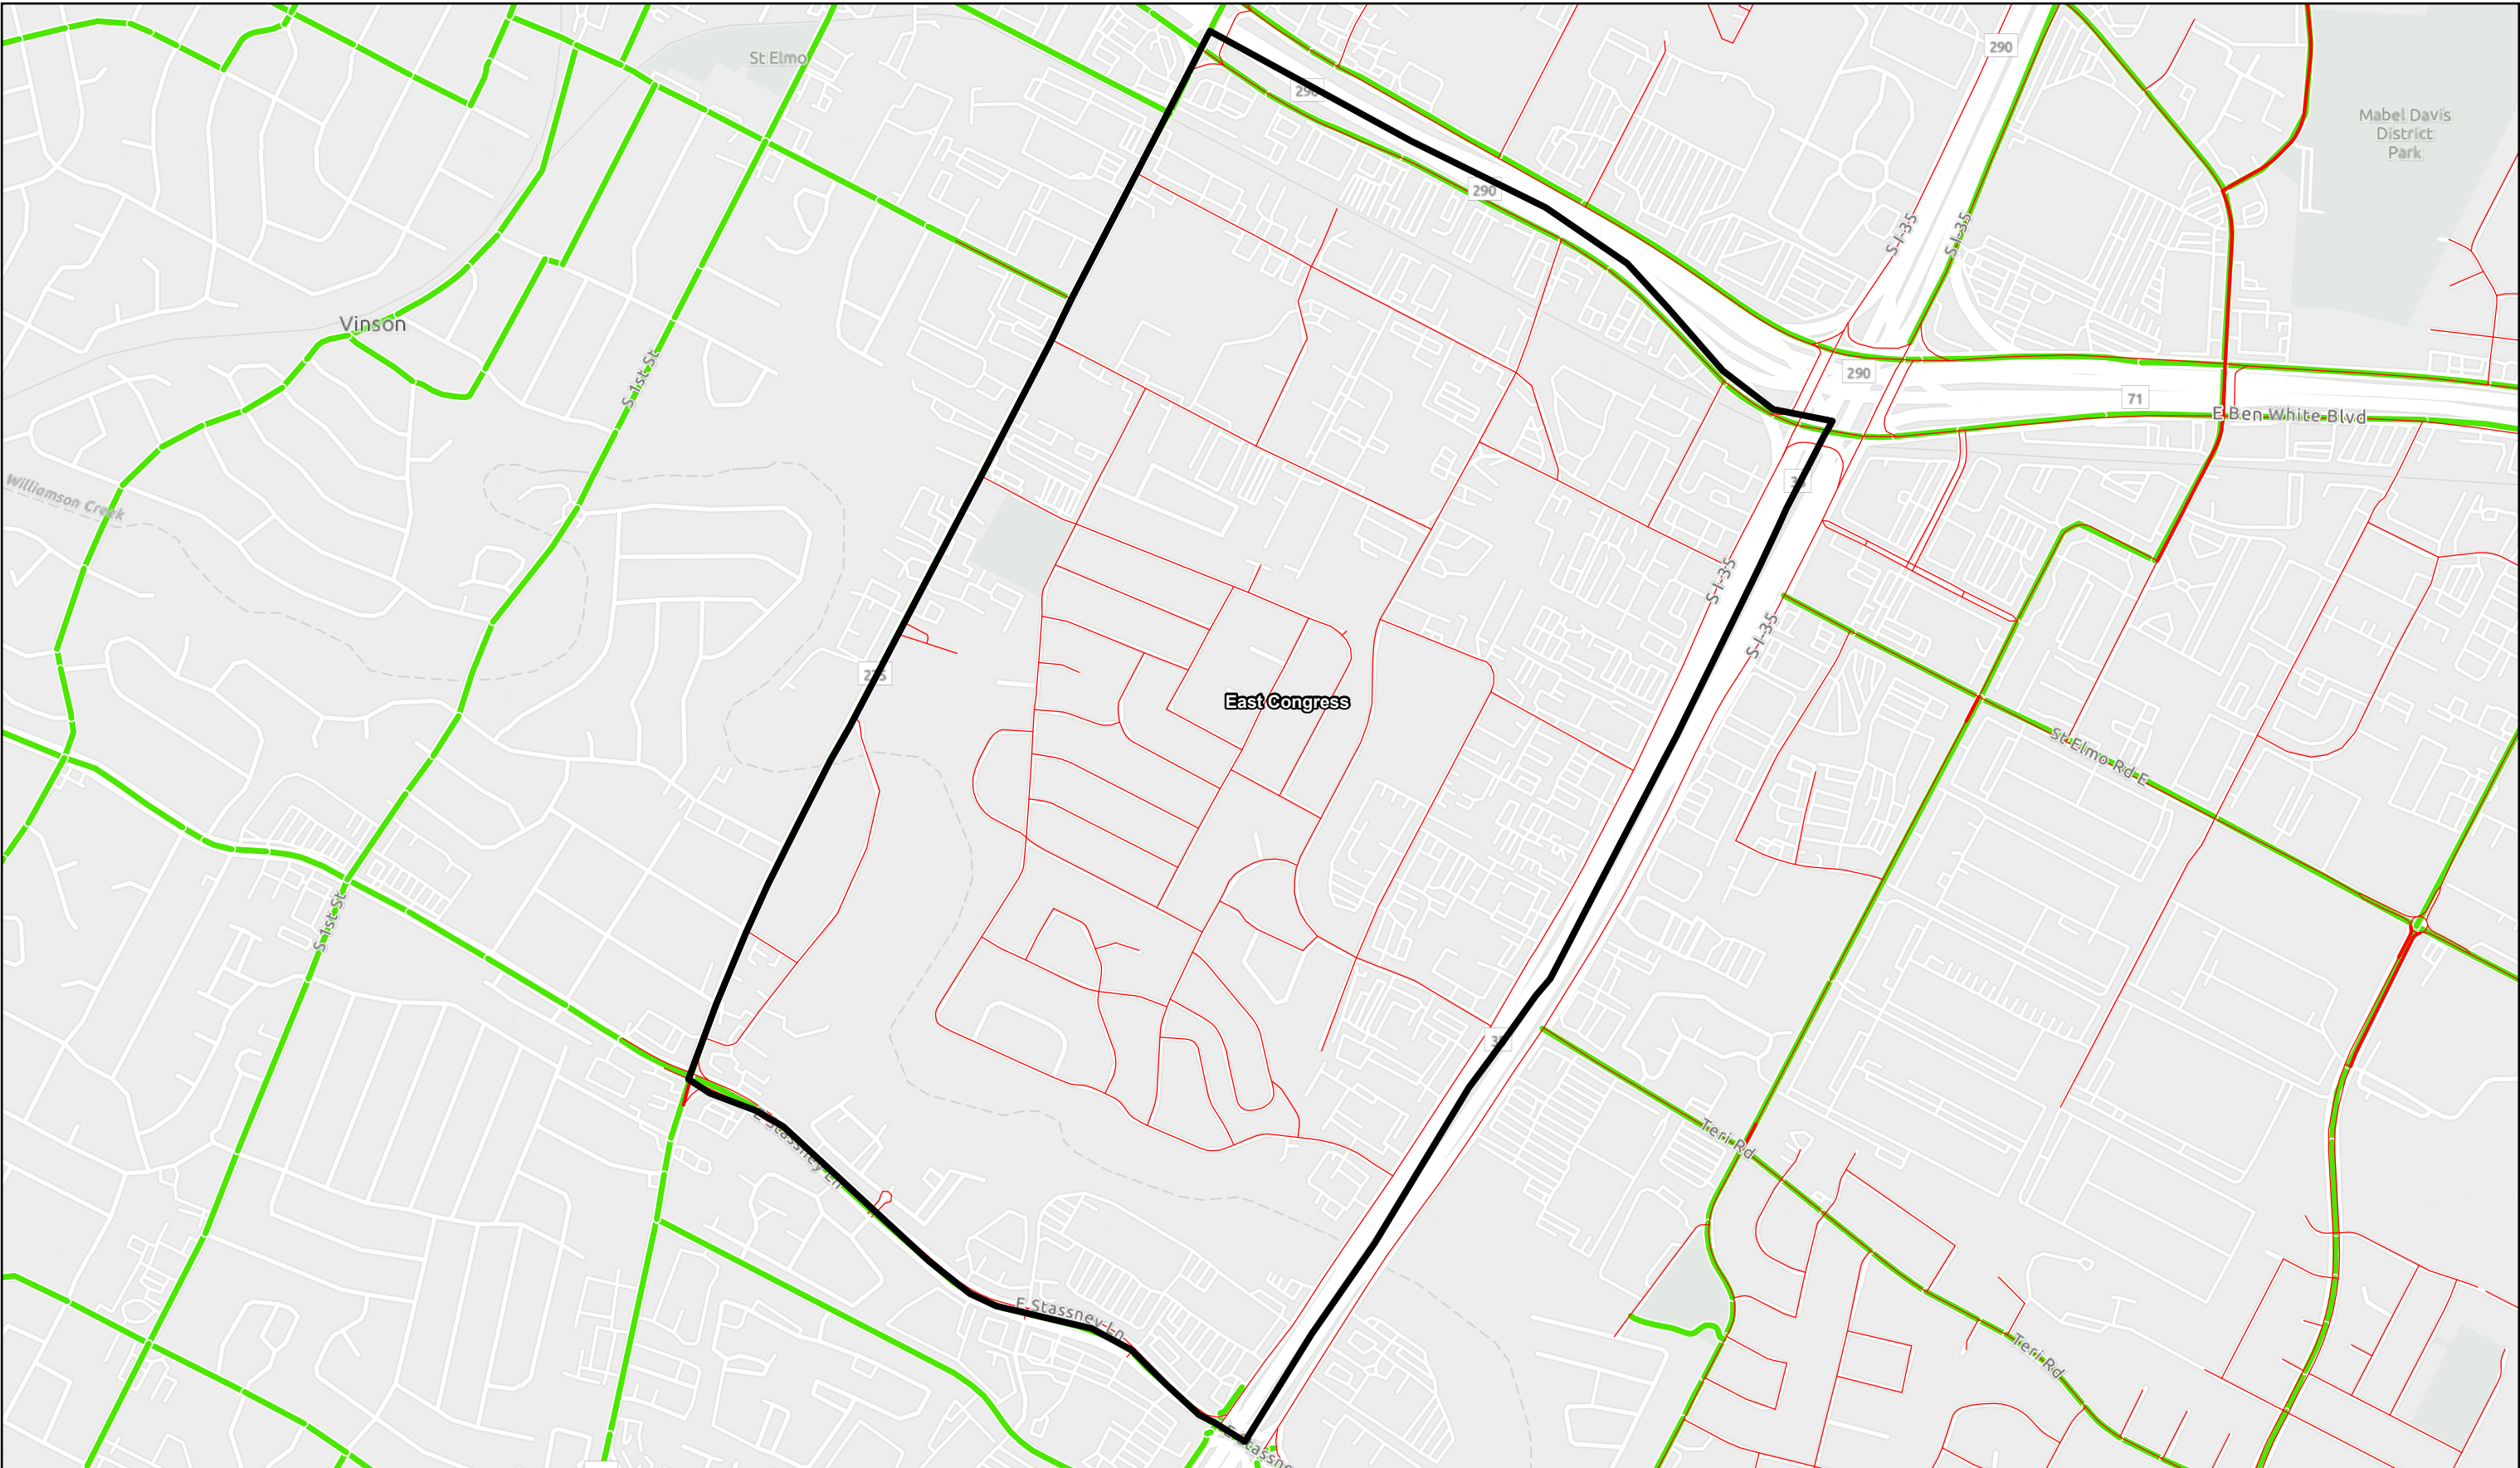 St Elmo
290
Mabel Davis
District
Park
290
S I-35
S I-35
Vinson
S 1st St
290
71
E Ben White Blvd
Williamson Creek
S I-35
S I-35
East Congress
St Elmo Rd E
S 1st St
Teri Rd
E Stassney Ln
E Stassney Ln
Teri Rd